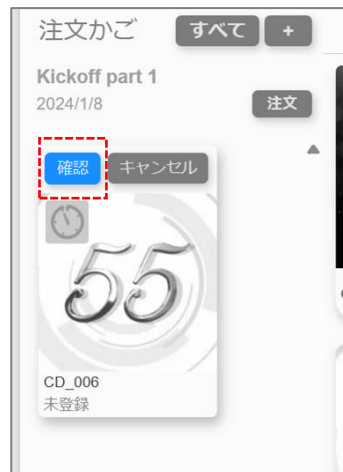 注文かご すべて +
Kickoff part 1
2024/1/8 注文
確認 キャンセル
55
CD_006
未登録